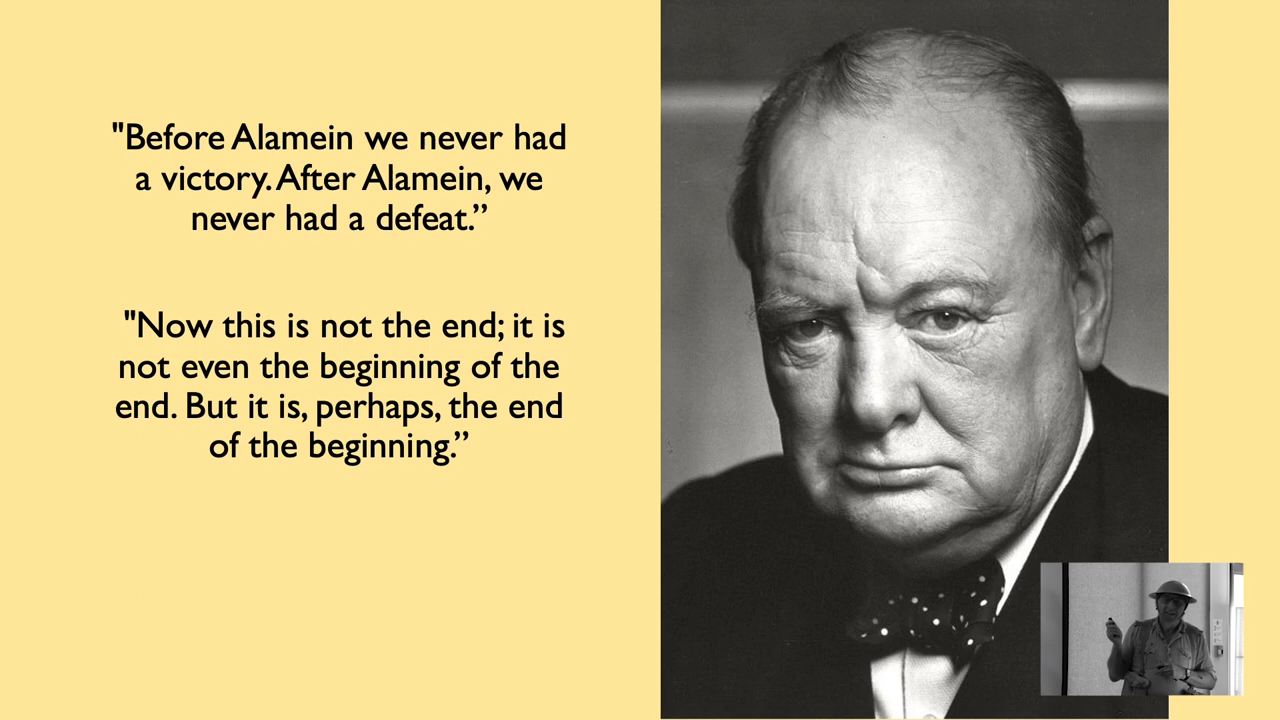 "Before Alamein we never had
a victory. After Alamein, we
never had a defeat.”
"Now this is not the end; it is
not even the beginning of the
end. But it is, perhaps, the end
of the beginning.”